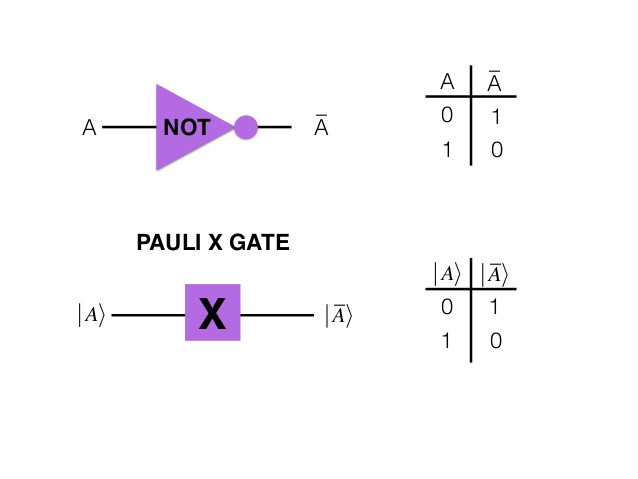 A NOT A̅
A A̅
0 1
1 0
PAULI X GATE
|A⟩ X |A̅⟩
|A⟩ |A̅⟩
0 1
1 0